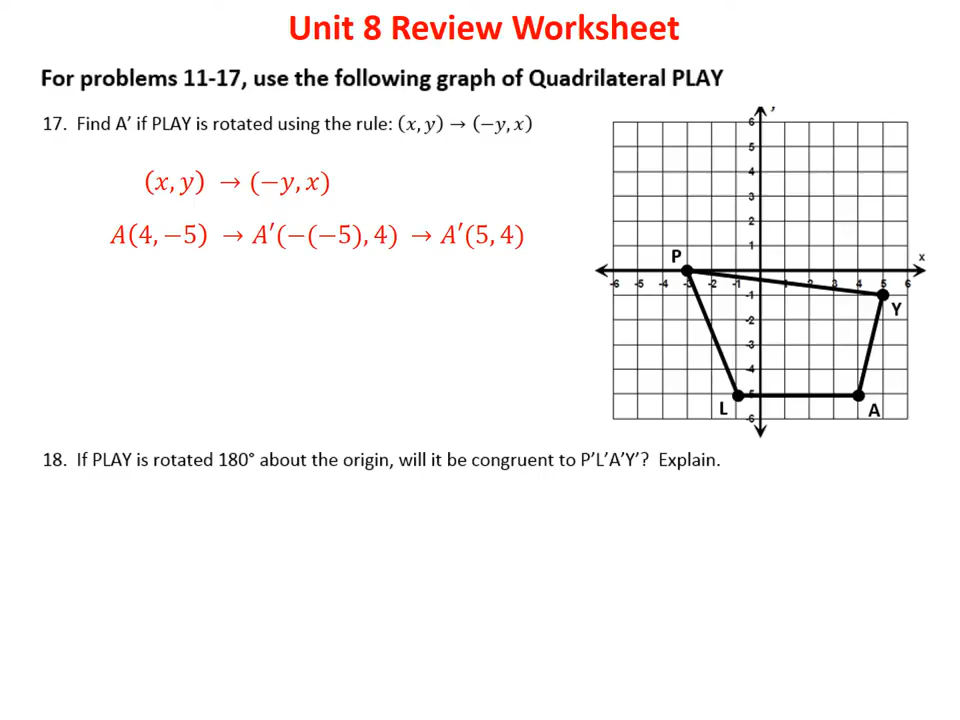 Unit 8 Review Worksheet
For problems 11-17, use the following graph of Quadrilateral PLAY
17. Find A' if PLAY is rotated using the rule: (x, y) → (−y, x)
(x, y) → (−y, x)
A(4, −5) → A′(−(−5), 4) → A′(5, 4)
6
5
4
3
2
1
P
x
-6 -5 -4 -3 -2 -1 1 2 3 4 5 6
-1
Y
-2
-3
-4
-5
L
A
-6
18. If PLAY is rotated 180° about the origin, will it be congruent to P'L'A'Y'? Explain.